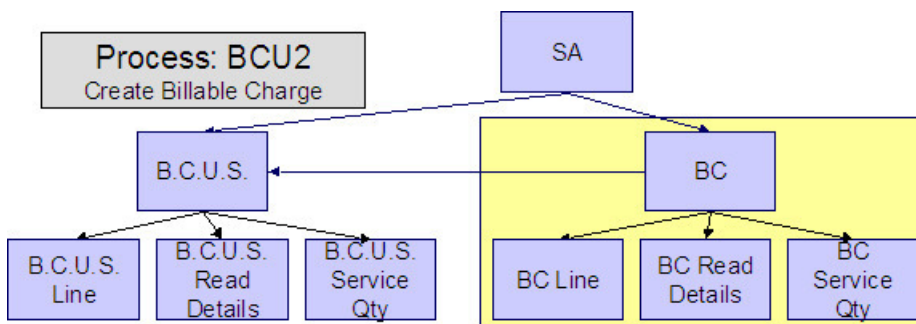 Process: BCU2
Create Billable Charge
SA
B.C.U.S.
BC
B.C.U.S.
Line
B.C.U.S.
Read
Details
B.C.U.S.
Service
Qty
BC Line
BC Read
Details
BC
Service
Qty